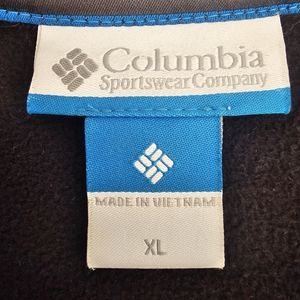 Columbia
Sportswear Company
MADE IN VIETNAM
XL